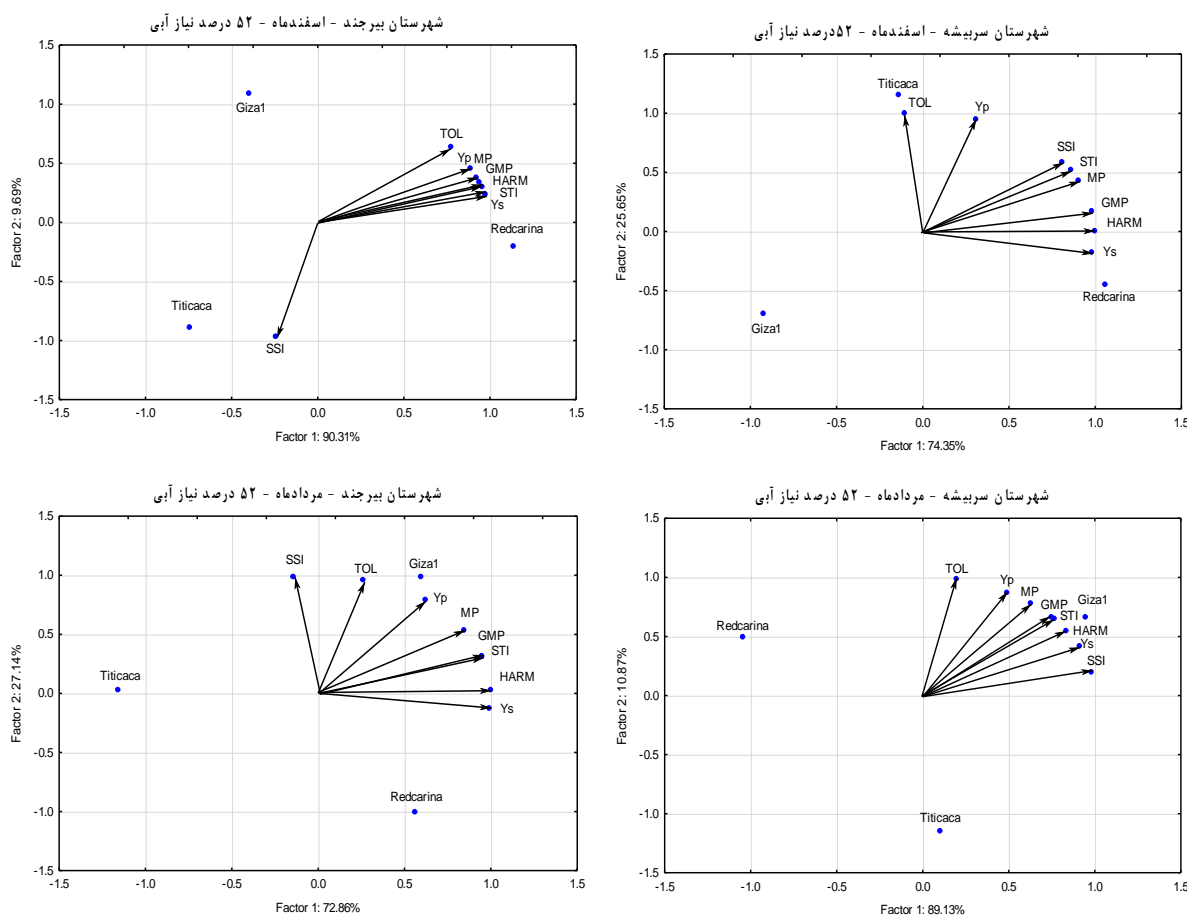 شهرستان بیرجند - اسفندماه - ۵۲ درصد نیاز آبی
1.5
1.0
0.5
0.0
-0.5
-1.0
-1.5
Factor 2: 9.69%
Giza1
TOL
Yp MP
GMP
HARM
STI
Ys
Redcarina
Titicaca
SSI
-1.5 -1.0 -0.5 0.0 0.5 1.0 1.5
Factor 1: 90.31%
شهرستان سربیشه - اسفندماه - ۵۲درصد نیاز آبی
1.5
1.0
0.5
0.0
-0.5
-1.0
-1.5
Factor 2: 25.65%
Titicaca
TOL
Yp
SSI
STI
MP
GMP
HARM
Ys
Redcarina
Giza1
-1.5 -1.0 -0.5 0.0 0.5 1.0 1.5
Factor 1: 74.35%
شهرستان بیرجند - مردادماه - ۵۲ درصد نیاز آبی
1.5
1.0
0.5
0.0
-0.5
-1.0
-1.5
Factor 2: 27.14%
SSI
TOL
Giza1
Yp
MP
GMP
STI
HARM
Ys
Titicaca
Redcarina
-1.5 -1.0 -0.5 0.0 0.5 1.0 1.5
Factor 1: 72.86%
شهرستان سربیشه - مردادماه - ۵۲ درصد نیاز آبی
1.5
1.0
0.5
0.0
-0.5
-1.0
-1.5
Factor 2: 10.87%
TOL
Yp
MP
GMP
STI
Giza1
HARM
Ys
SSI
Redcarina
Titicaca
-1.5 -1.0 -0.5 0.0 0.5 1.0 1.5
Factor 1: 89.13%